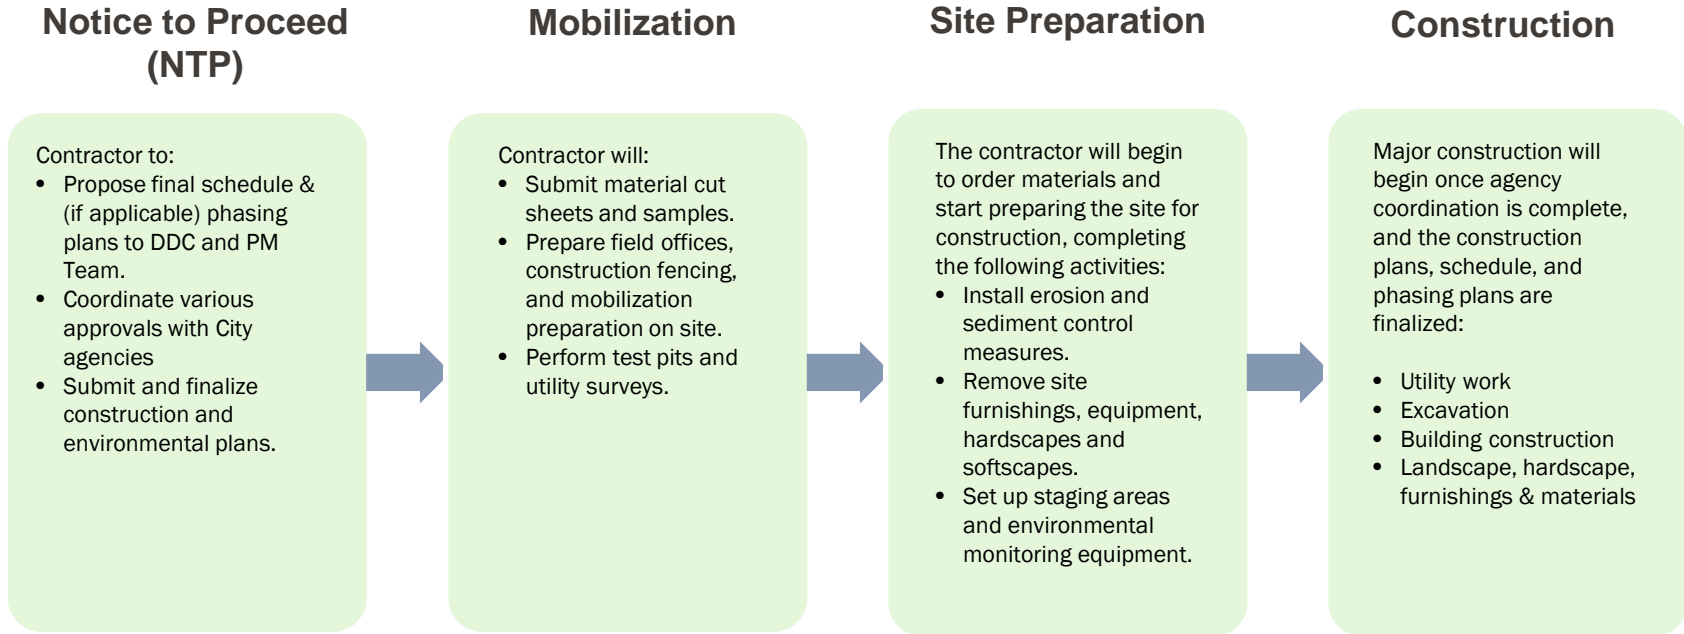 Notice to Proceed
(NTP)
Contractor to:
• Propose final schedule &
(if applicable) phasing
plans to DDC and PM
Team.
• Coordinate various
approvals with City
agencies
• Submit and finalize
construction and
environmental plans.
Mobilization
Contractor will:
• Submit material cut
sheets and samples.
• Prepare field offices,
construction fencing,
and mobilization
preparation on site.
• Perform test pits and
utility surveys.
Site Preparation
The contractor will begin
to order materials and
start preparing the site for
construction, completing
the following activities:
• Install erosion and
sediment control
measures.
• Remove site
furnishings, equipment,
hardscapes and
softscapes.
• Set up staging areas
and environmental
monitoring equipment.
Construction
Major construction will
begin once agency
coordination is complete,
and the construction
plans, schedule, and
phasing plans are
finalized:
• Utility work
• Excavation
• Building construction
• Landscape, hardscape,
furnishings & materials